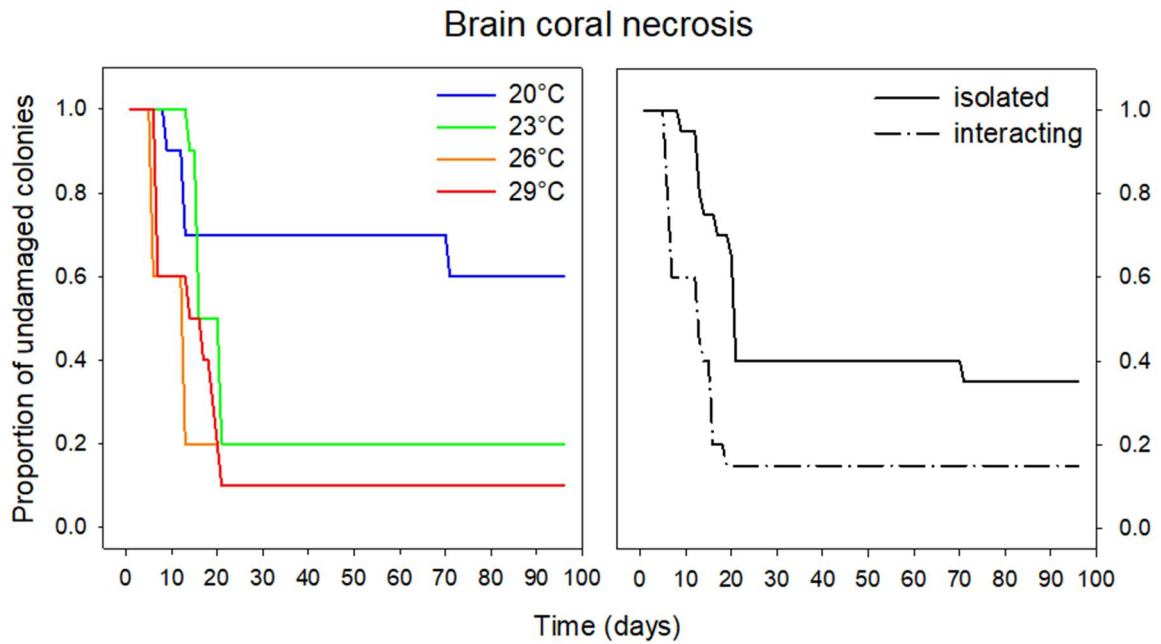 Brain coral necrosis
Proportion of undamaged colonies
1.0
0.8
0.6
0.4
0.2
0.0
20°C
23°C
26°C
29°C
0 10 20 30 40 50 60 70 80 90 100
isolated
interacting
1.0
0.8
0.6
0.4
0.2
0.0
0 10 20 30 40 50 60 70 80 90 100
Time (days)